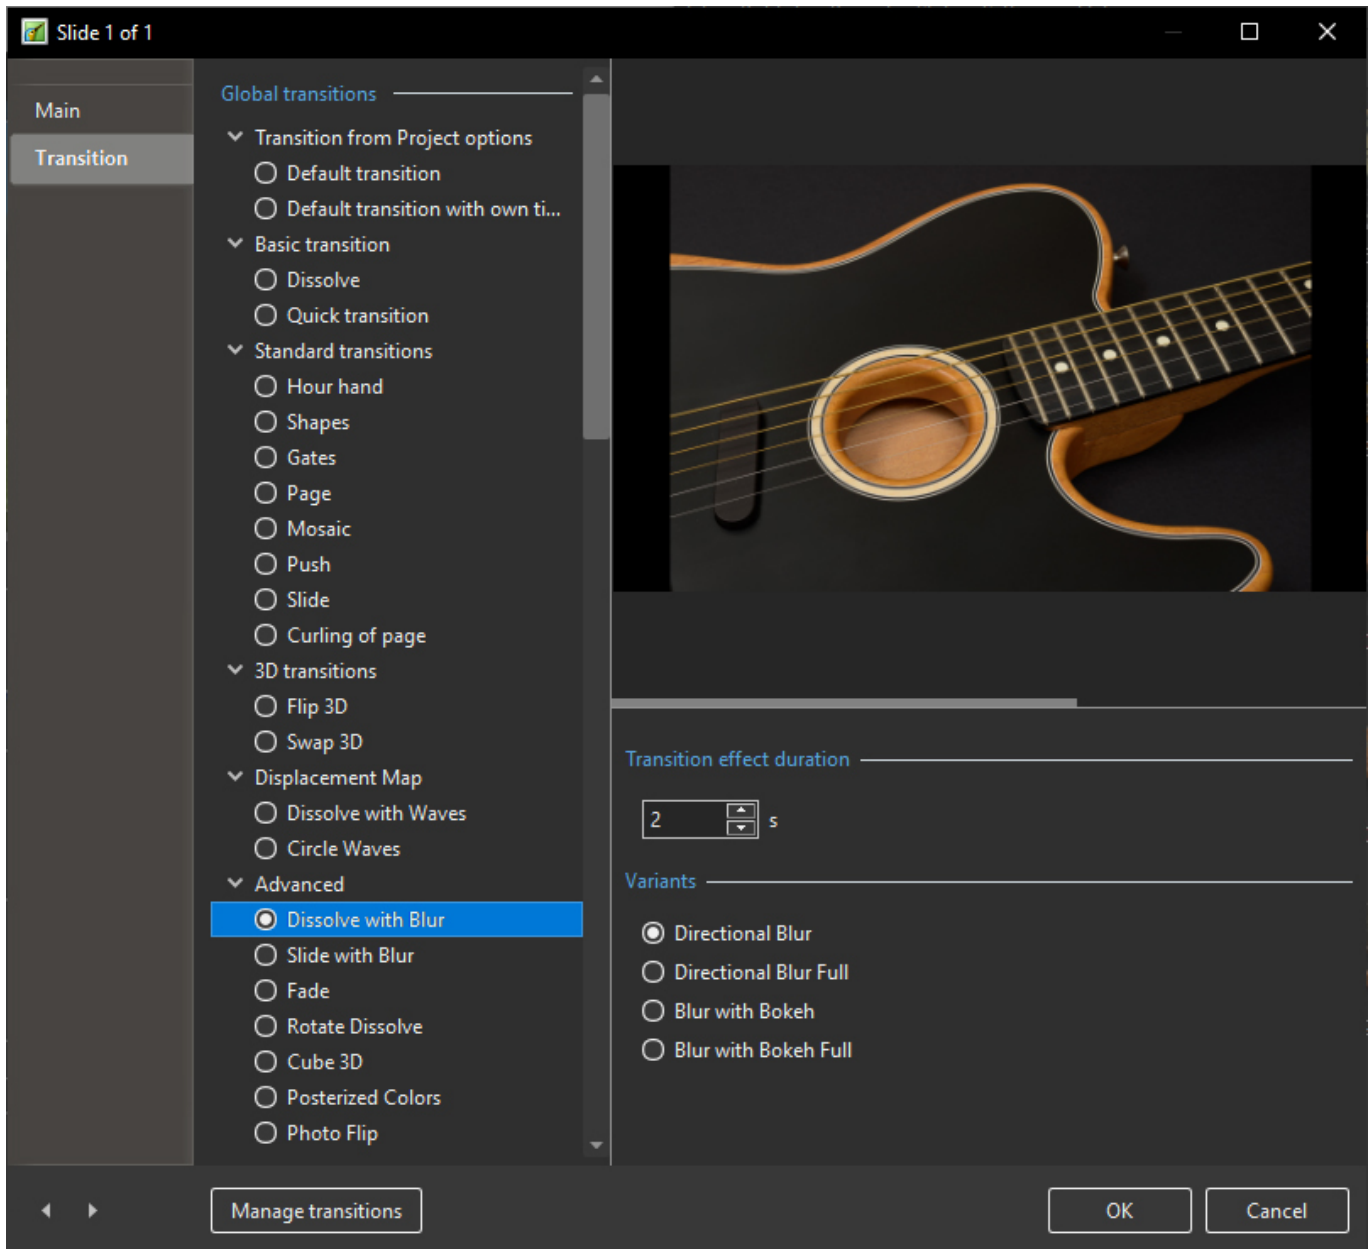 Slide 1 of 1
Main
Transition
Global transitions
Transition from Project options
Default transition
Default transition with own ti...
Basic transition
Dissolve
Quick transition
Standard transitions
Hour hand
Shapes
Gates
Page
Mosaic
Push
Slide
Curling of page
3D transitions
Flip 3D
Swap 3D
Displacement Map
Dissolve with Waves
Circle Waves
Advanced
Dissolve with Blur
Slide with Blur
Fade
Rotate Dissolve
Cube 3D
Posterized Colors
Photo Flip
Transition effect duration
2 s
Variants
Directional Blur
Directional Blur Full
Blur with Bokeh
Blur with Bokeh Full
Manage transitions
OK
Cancel